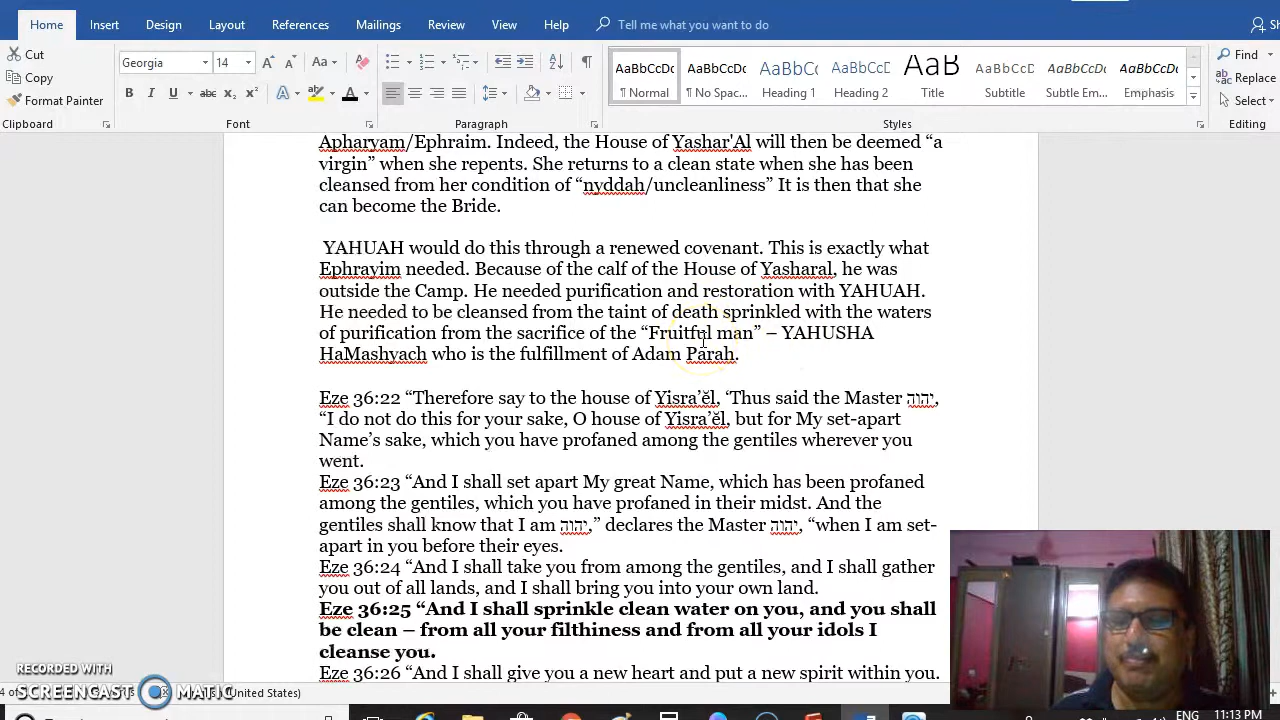 Home Insert Design Layout References Mailings Review View Help Tell me what you want to do
Cut
Copy
Format Painter
Clipboard
Georgia 14
Font
Paragraph
AaBbCcDc AaBbCcDc AaBbCcD AaBbCcD AaB AaBbCcD AaBbCcDc AaBbCcDc
¶ Normal ¶ No Spac... Heading 1 Heading 2 Title Subtitle Subtle Em... Emphasis
Styles
Find
Replace
Select
Editing
Apharyam/Ephraim. Indeed, the House of Yashar'Al will then be deemed “a
virgin” when she repents. She returns to a clean state when she has been
cleansed from her condition of “nyddah/uncleanliness” It is then that she
can become the Bride.
YAHUAH would do this through a renewed covenant. This is exactly what
Ephrayim needed. Because of the calf of the House of Yasharal, he was
outside the Camp. He needed purification and restoration with YAHUAH.
He needed to be cleansed from the taint of death sprinkled with the waters
of purification from the sacrifice of the “Fruitful man” – YAHUSHA
HaMashyach who is the fulfillment of Adam Parah.
Eze 36:22 “Therefore say to the house of Yisra’ĕl, ‘Thus said the Master יהוה,
“I do not do this for your sake, O house of Yisra’ĕl, but for My set-apart
Name’s sake, which you have profaned among the gentiles wherever you
went.
Eze 36:23 “And I shall set apart My great Name, which has been profaned
among the gentiles, which you have profaned in their midst. And the
gentiles shall know that I am יהוה,” declares the Master יהוה, “when I am set-
apart in you before their eyes.
Eze 36:24 “And I shall take you from among the gentiles, and I shall gather
you out of all lands, and I shall bring you into your own land.
Eze 36:25 “And I shall sprinkle clean water on you, and you shall
be clean – from all your filthiness and from all your idols I
cleanse you.
Eze 36:26 “And I shall give you a new heart and put a new spirit within you.
RECORDED WITH
SCREENCAST MATIC
(United States)
ENG 11:13 PM